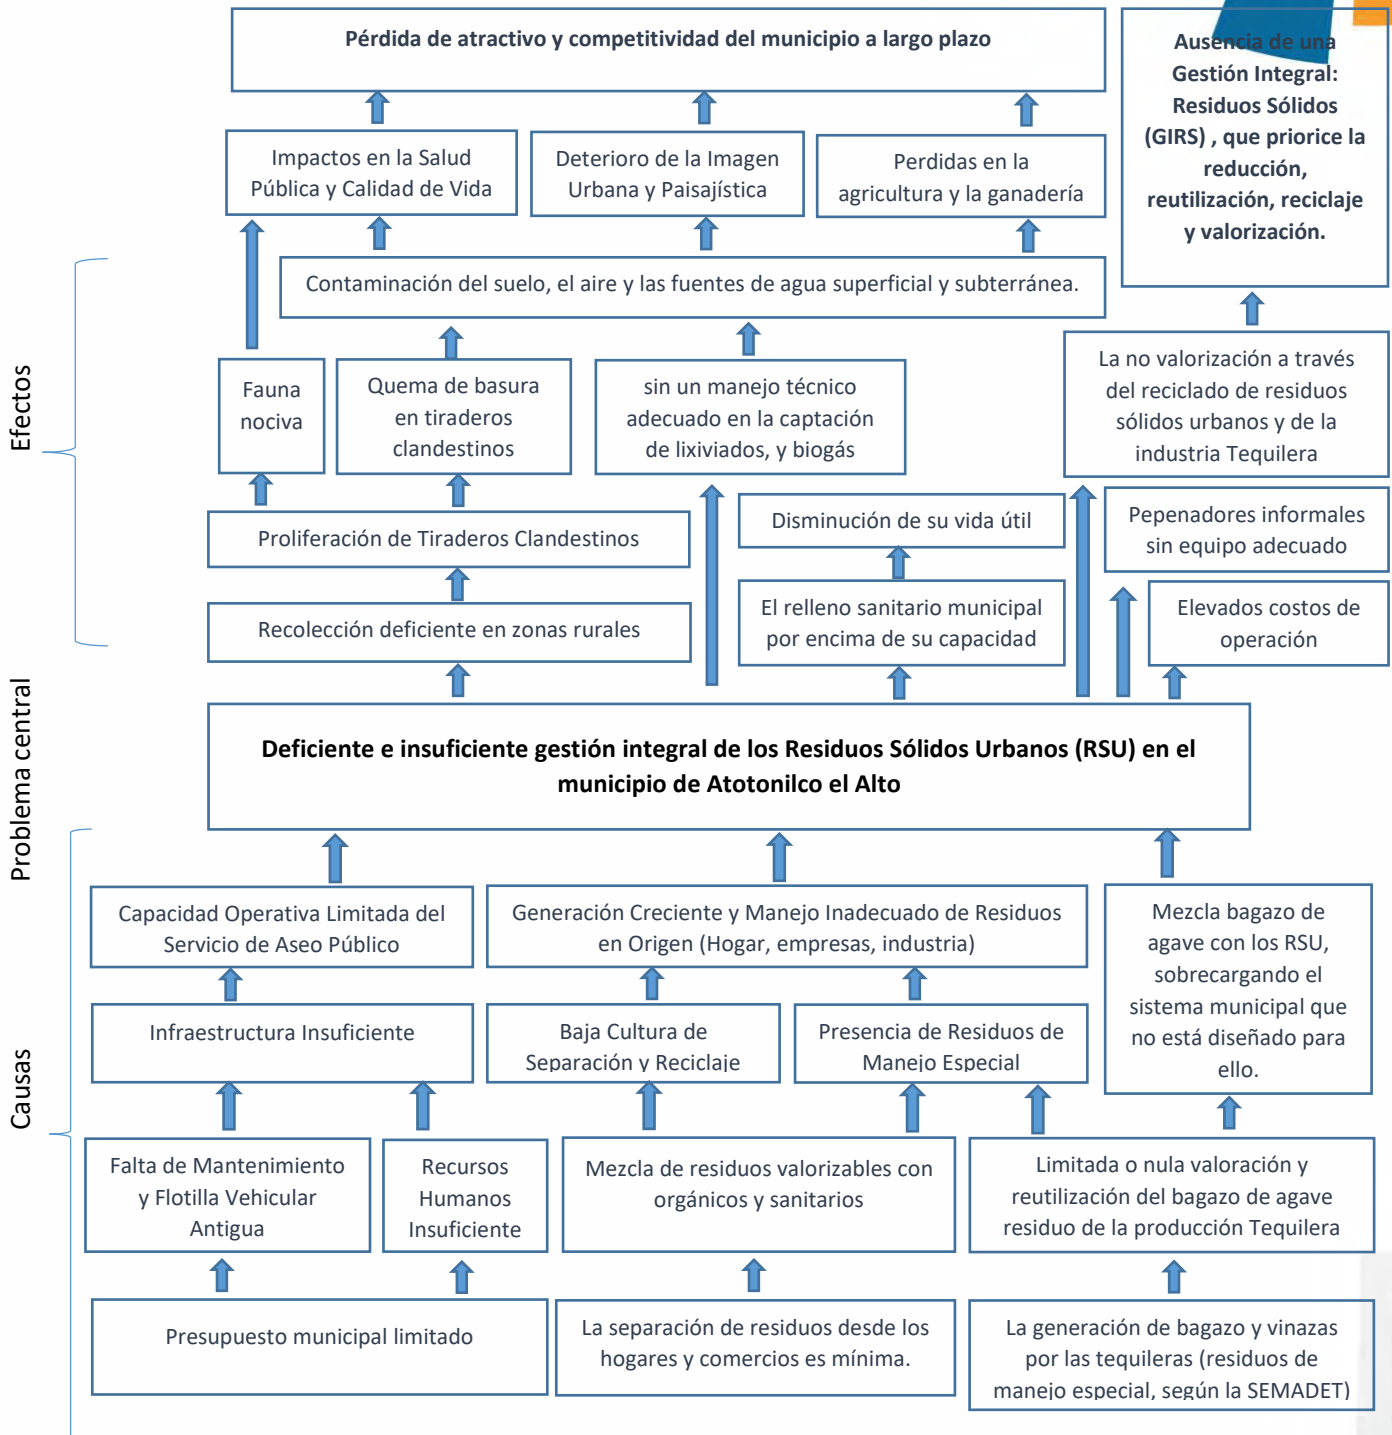 Pérdida de atractivo y competitividad del municipio a largo plazo
Ausencia de una
Gestión Integral:
Residuos Sólidos
(GIRS) , que priorice la
reducción,
reutilización, reciclaje
y valorización.
Impactos en la Salud
Pública y Calidad de Vida
Deterioro de la Imagen
Urbana y Paisajística
Perdidas en la
agricultura y la ganadería
Contaminación del suelo, el aire y las fuentes de agua superficial y subterránea.
Efectos
Fauna
nociva
Quema de basura
en tiraderos
clandestinos
sin un manejo técnico
adecuado en la captación
de lixiviados, y biogás
La no valorización a través
del reciclado de residuos
sólidos urbanos y de la
industria Tequilera
Proliferación de Tiraderos Clandestinos
Disminución de su vida útil
Pepenadores informales
sin equipo adecuado
Recolección deficiente en zonas rurales
El relleno sanitario municipal
por encima de su capacidad
Elevados costos de
operación
Problema central
Deficiente e insuficiente gestión integral de los Residuos Sólidos Urbanos (RSU) en el
municipio de Atotonilco el Alto
Causas
Capacidad Operativa Limitada del
Servicio de Aseo Público
Generación Creciente y Manejo Inadecuado de Residuos
en Origen (Hogar, empresas, industria)
Mezcla bagazo de
agave con los RSU,
sobrecargando el
sistema municipal que
no está diseñado para
ello.
Infraestructura Insuficiente
Baja Cultura de
Separación y Reciclaje
Presencia de Residuos de
Manejo Especial
Falta de Mantenimiento
y Flotilla Vehicular
Antigua
Recursos
Humanos
Insuficiente
Mezcla de residuos valorizables con
orgánicos y sanitarios
Limitada o nula valoración y
reutilización del bagazo de agave
residuo de la producción Tequilera
Presupuesto municipal limitado
La separación de residuos desde los
hogares y comercios es mínima.
La generación de bagazo y vinazas
por las tequileras (residuos de
manejo especial, según la SEMADET)